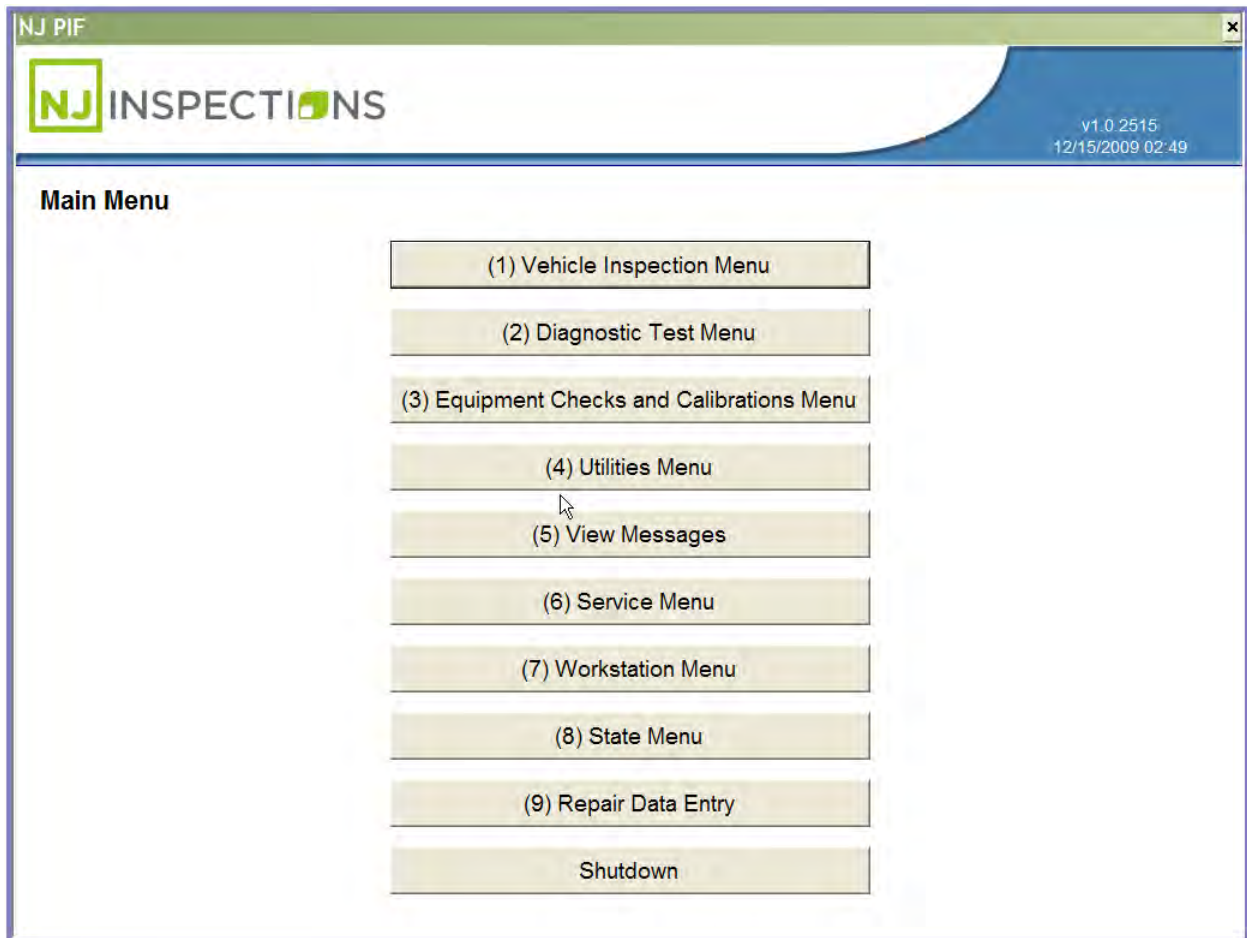 NJ PIF
NJ INSPECTIONS
v1.0.2515
12/15/2009 02:49
Main Menu
(1) Vehicle Inspection Menu
(2) Diagnostic Test Menu
(3) Equipment Checks and Calibrations Menu
(4) Utilities Menu
(5) View Messages
(6) Service Menu
(7) Workstation Menu
(8) State Menu
(9) Repair Data Entry
Shutdown